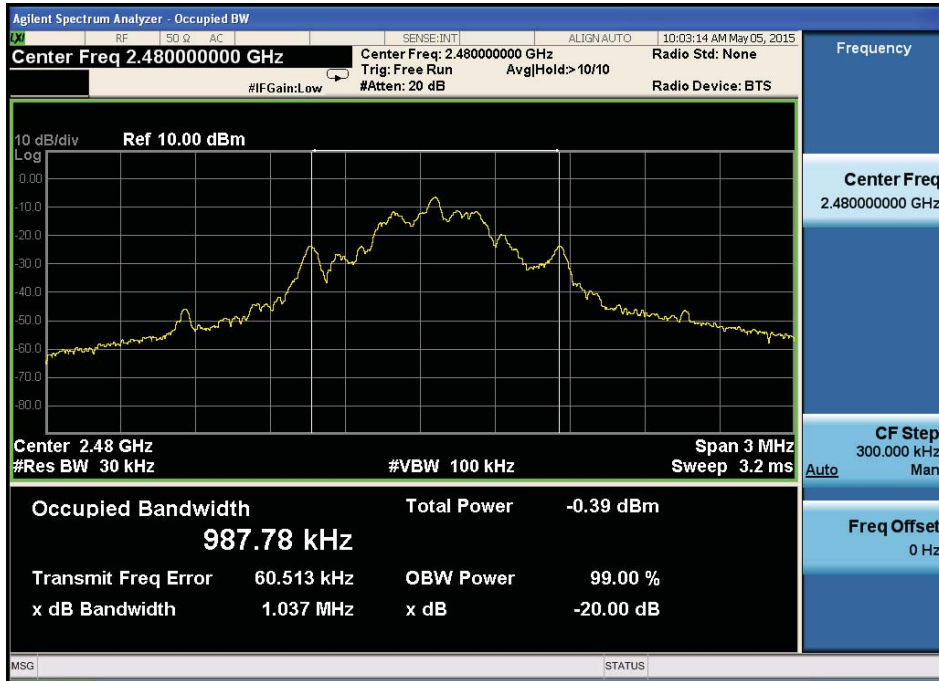 Agilent Spectrum Analyzer - Occupied BW
LXI RF 50 Ω AC SENSE:INT ALIGN AUTO 10:03:14 AM May 05, 2015
Center Freq 2.480000000 GHz
Center Freq: 2.480000000 GHz Radio Std: None
Trig: Free Run Avg|Hold:>10/10
#IFGain:Low #Atten: 20 dB Radio Device: BTS
10 dB/div Ref 10.00 dBm
Log
0.00
-10.0
-20.0
-30.0
-40.0
-50.0
-60.0
-70.0
-80.0
Center 2.48 GHz Span 3 MHz
#Res BW 30 kHz #VBW 100 kHz Sweep 3.2 ms
Occupied Bandwidth Total Power -0.39 dBm
987.78 kHz
Transmit Freq Error 60.513 kHz OBW Power 99.00 %
x dB Bandwidth 1.037 MHz x dB -20.00 dB
MSG STATUS
Frequency
Center Freq
2.480000000 GHz
CF Step
300.000 kHz
Auto Man
Freq Offset
0 Hz